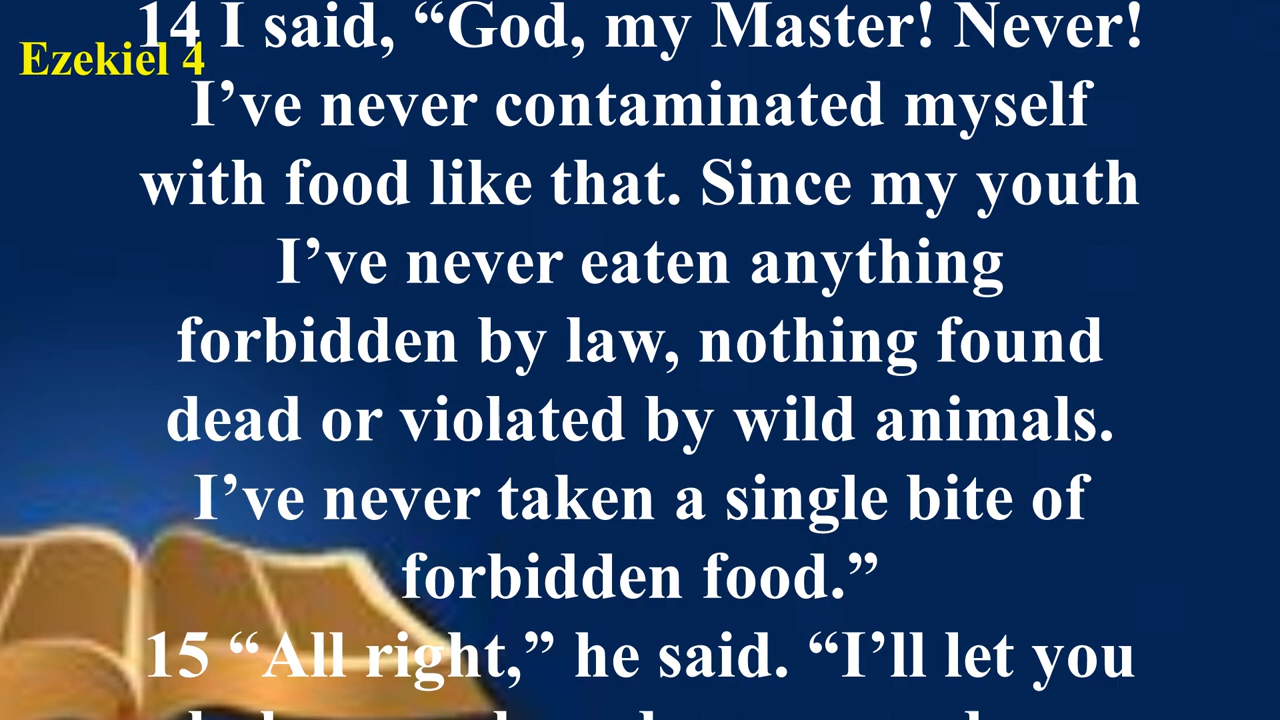 14 I said, “God, my Master! Never!
Ezekiel 4
I’ve never contaminated myself
with food like that. Since my youth
I’ve never eaten anything
forbidden by law, nothing found
dead or violated by wild animals.
I’ve never taken a single bite of
forbidden food.”
15 “All right,” he said. “I’ll let you